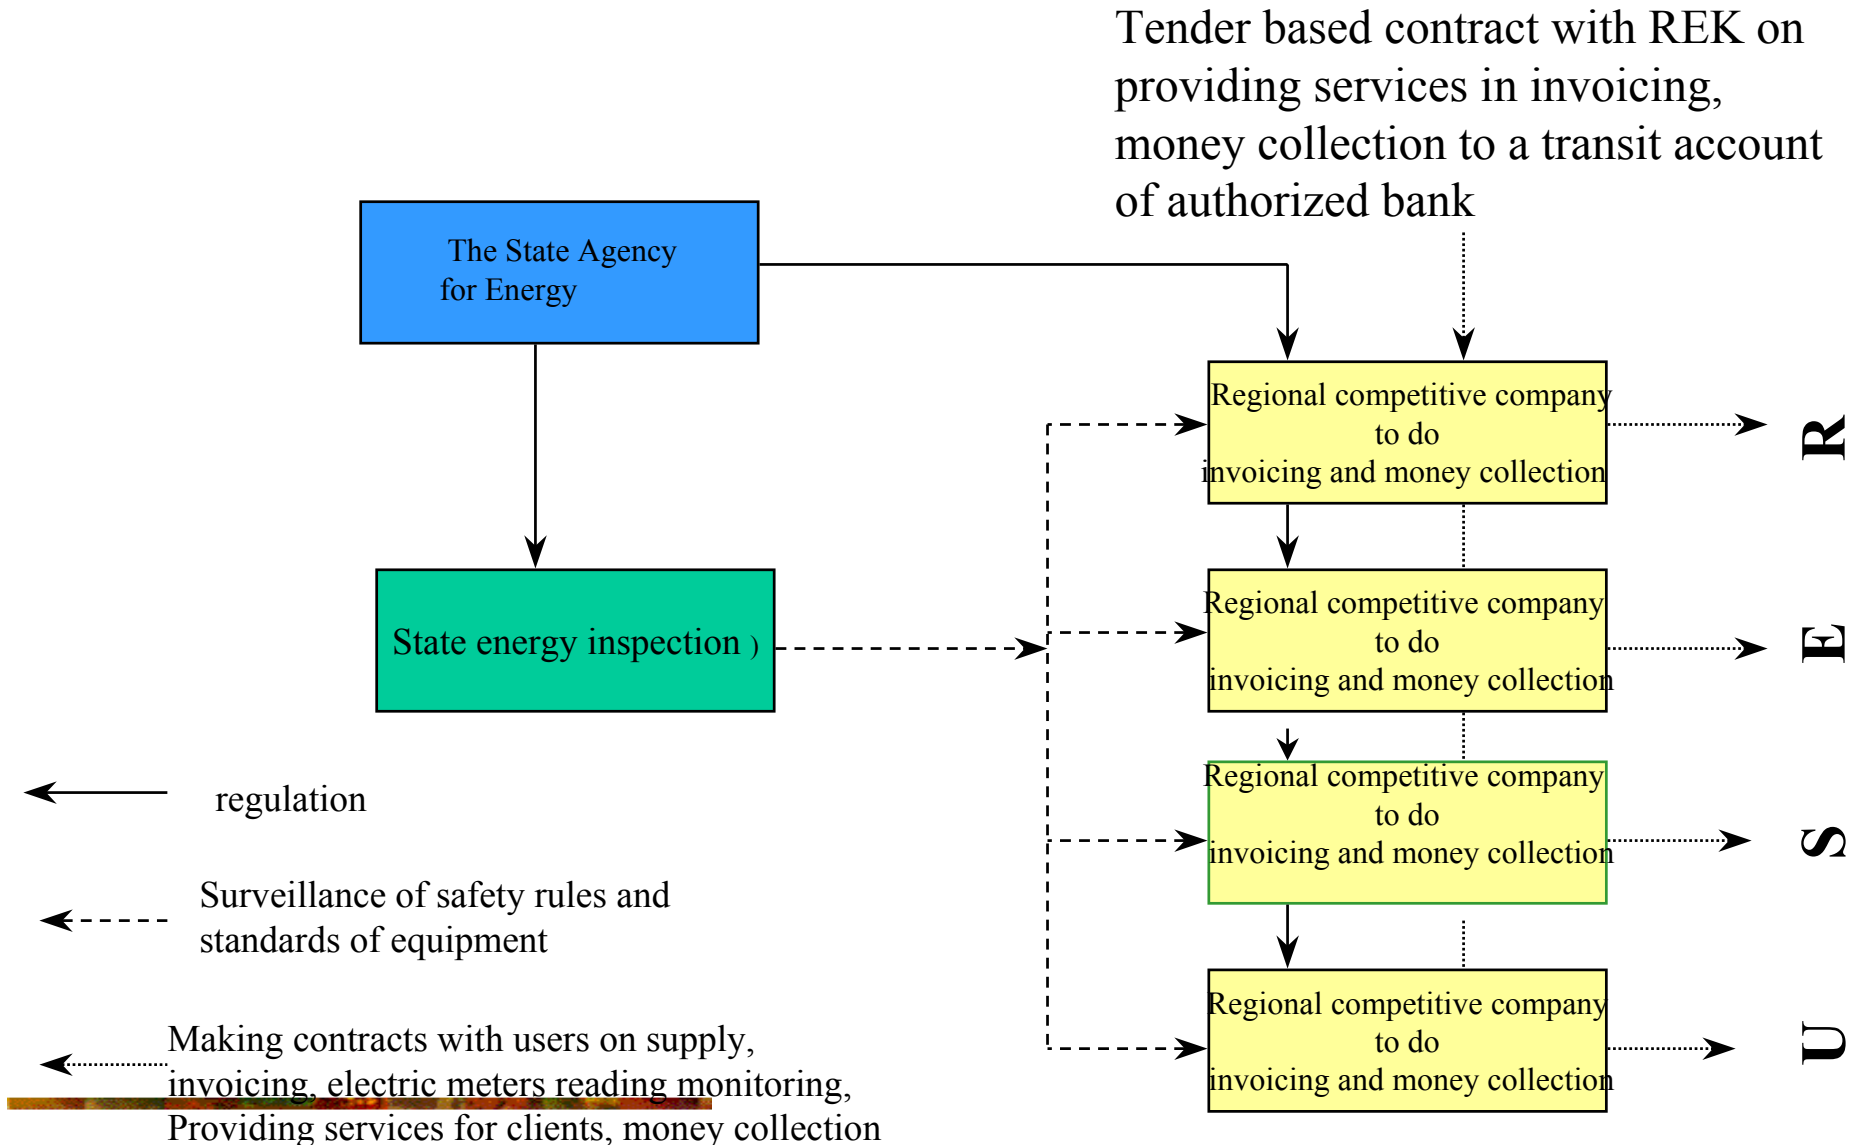 Tender based contract with REK on
providing services in invoicing,
money collection to a transit account
of authorized bank
The State Agency
for Energy
Regional competitive company
to do
invoicing and money collection
State energy inspection )
Regional competitive company
to do
invoicing and money collection
Regional competitive company
to do
invoicing and money collection
Regional competitive company
to do
invoicing and money collection
regulation
Surveillance of safety rules and
standards of equipment
Making contracts with users on supply,
invoicing, electric meters reading monitoring,
Providing services for clients, money collection
U S E R